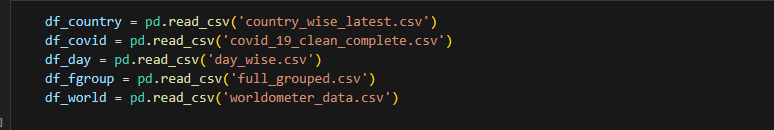 df_country = pd.read_csv('country_wise_latest.csv')
df_covid = pd.read_csv('covid_19_clean_complete.csv')
df_day = pd.read_csv('day_wise.csv')
df_fgroup = pd.read_csv('full_grouped.csv')
df_world = pd.read_csv('worldometer_data.csv')
]